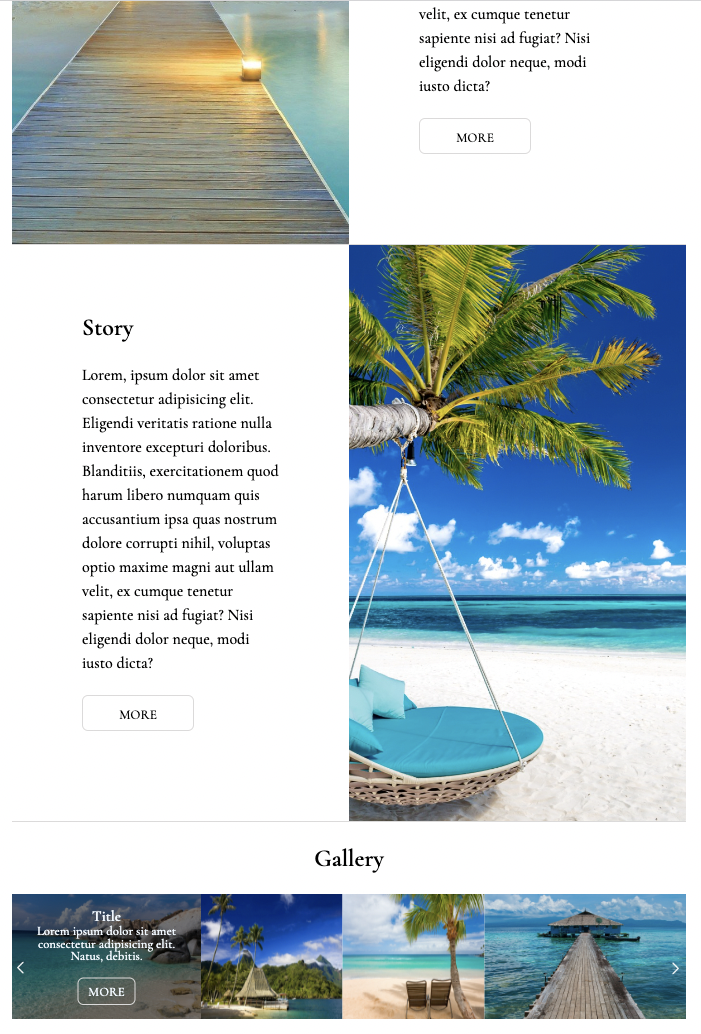 velit, ex cumque tenetur
sapiente nisi ad fugiat? Nisi
eligendi dolor neque, modi
iusto dicta?
MORE
Story
Lorem, ipsum dolor sit amet
consectetur adipisicing elit.
Eligendi veritatis ratione nulla
inventore excepturi doloribus.
Blanditiis, exercitationem quod
harum libero numquam quis
accusantium ipsa quas nostrum
dolore corrupti nihil, voluptas
optio maxime magni aut ullam
velit, ex cumque tenetur
sapiente nisi ad fugiat? Nisi
eligendi dolor neque, modi
iusto dicta?
MORE
Gallery
Title
Lorem ipsum dolor sit amet
consectetur adipisicing elit.
Natus, debitis.
MORE